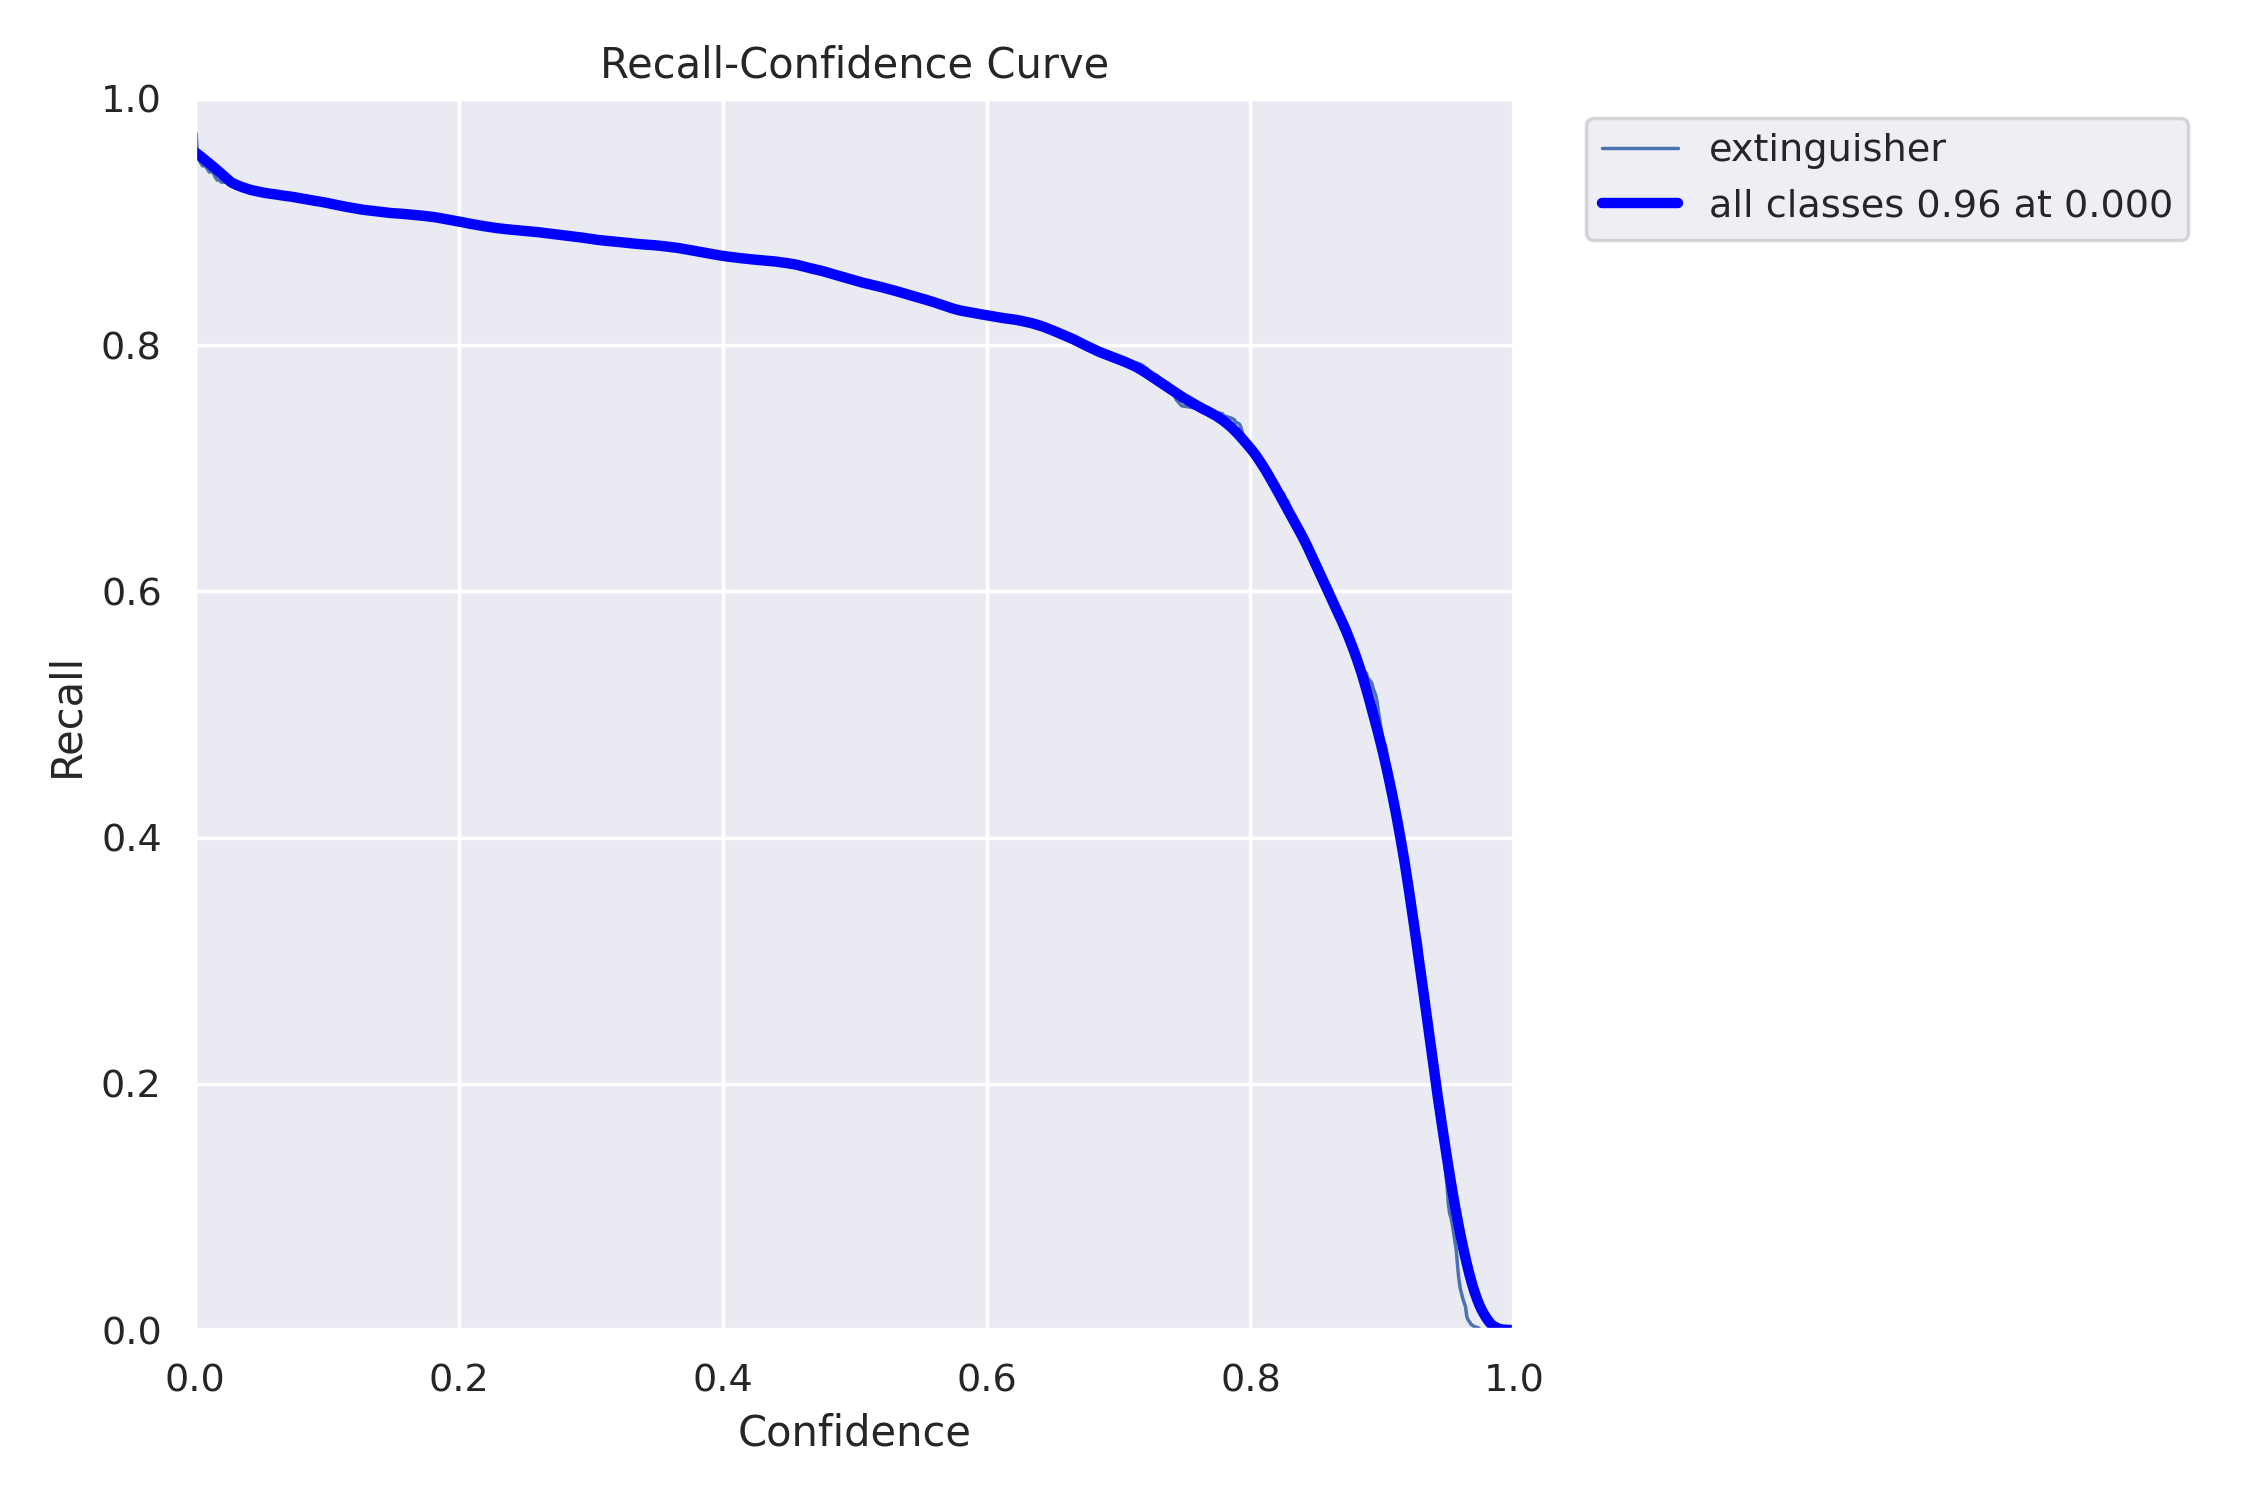 Recall-Confidence Curve
1.0
0.8
0.6
0.4
0.2
0.0
Recall
0.0 0.2 0.4 0.6 0.8 1.0
Confidence
extinguisher
all classes 0.96 at 0.000